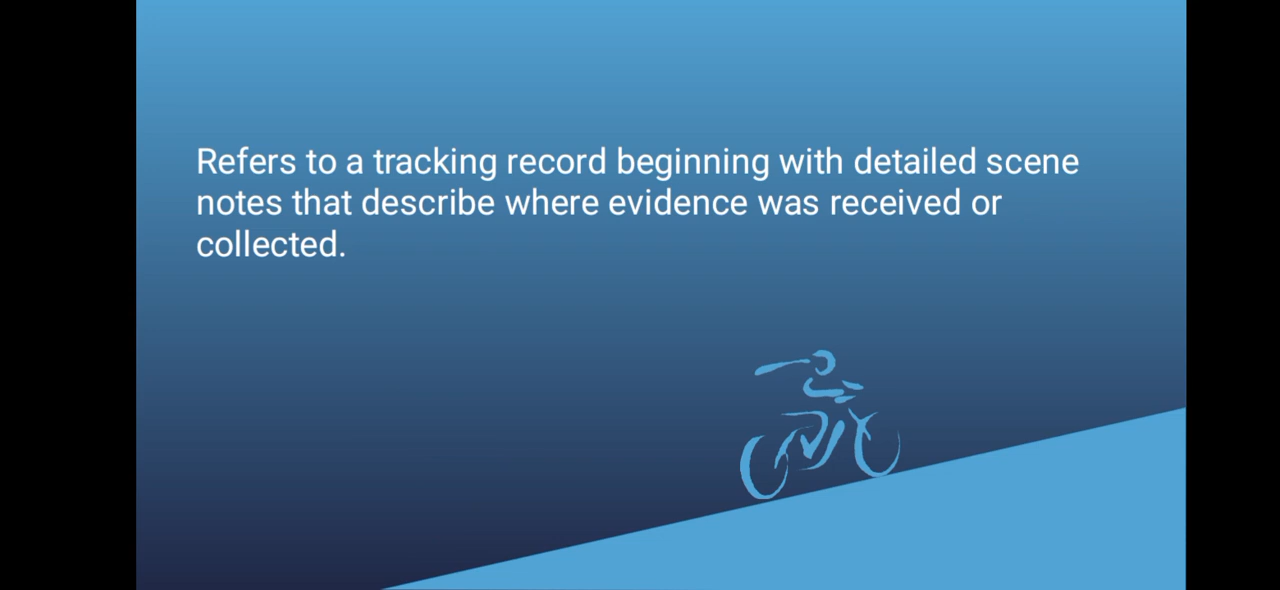 Refers to a tracking record beginning with detailed scene
notes that describe where evidence was received or
collected.